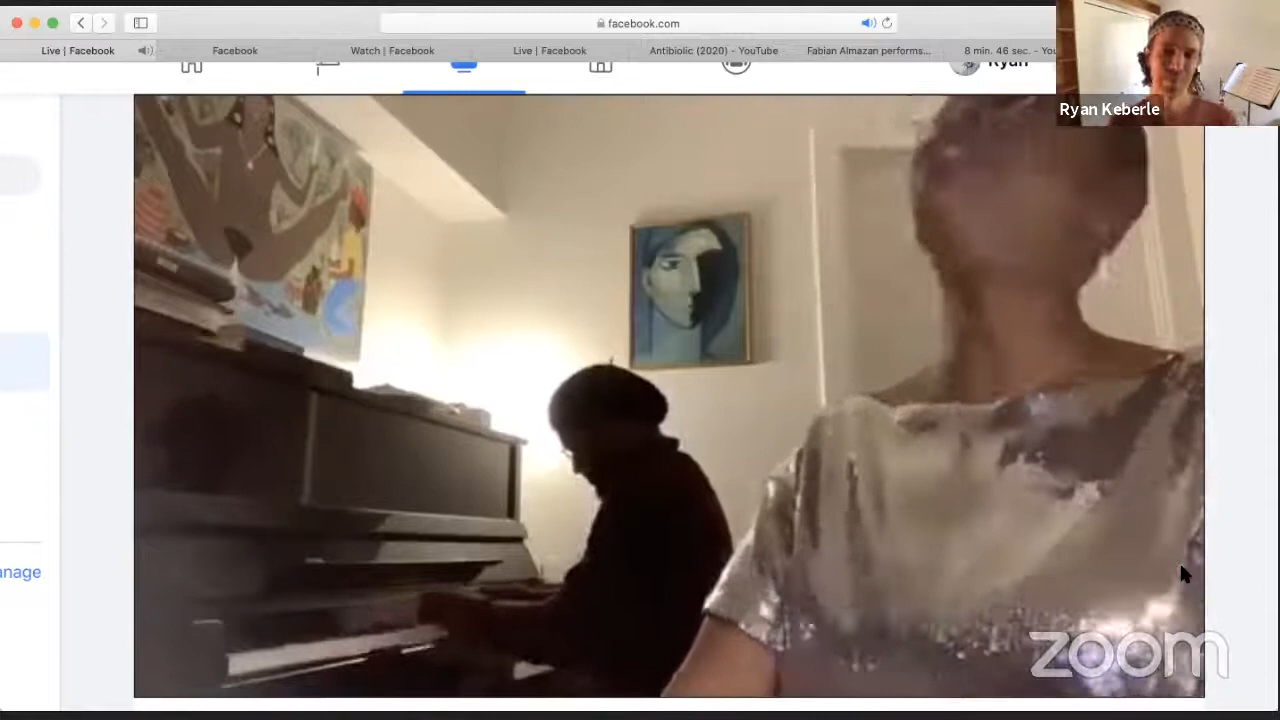 facebook.com
Live | Facebook
Facebook
Watch | Facebook
Live | Facebook
Antibiolic (2020) – YouTube
Fabian Almazan performs...
8 min. 46 sec. - You
Ryan
Ryan Keberle
anage
zoom